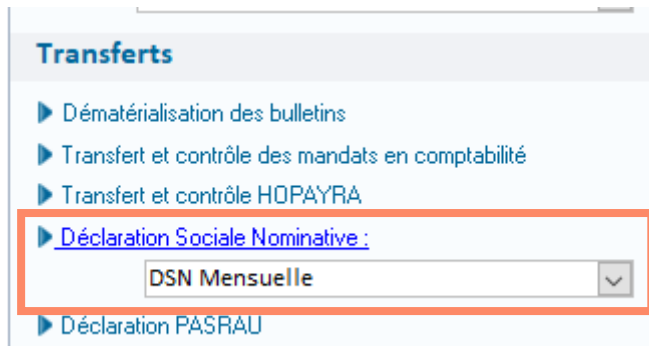 Transferts
Dématérialisation des bulletins
Transfert et contrôle des mandats en comptabilité
Transfert et contrôle HOPAYRA
Déclaration Sociale Nominative :
DSN Mensuelle
Déclaration PASRAU